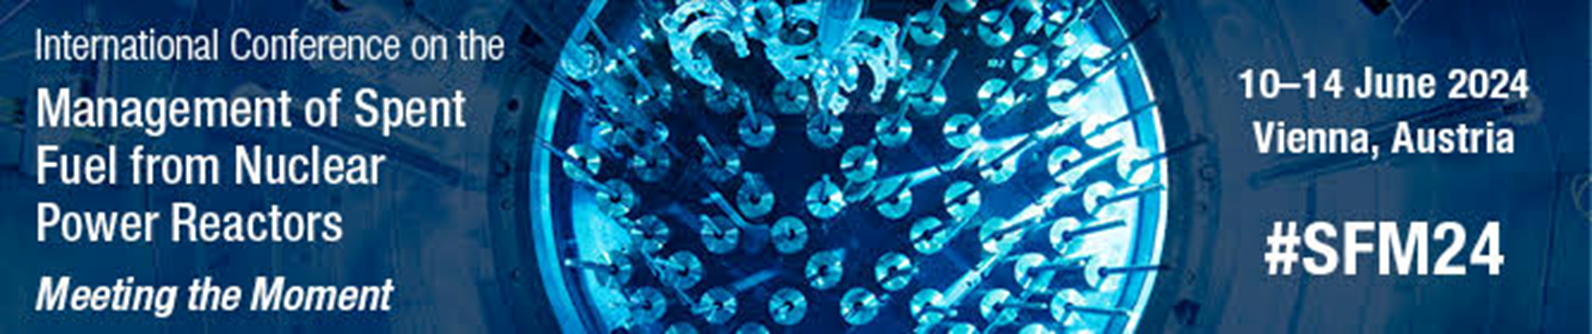 International Conference on the
Management of Spent
Fuel from Nuclear
Power Reactors
Meeting the Moment
10–14 June 2024
Vienna, Austria
#SFM24